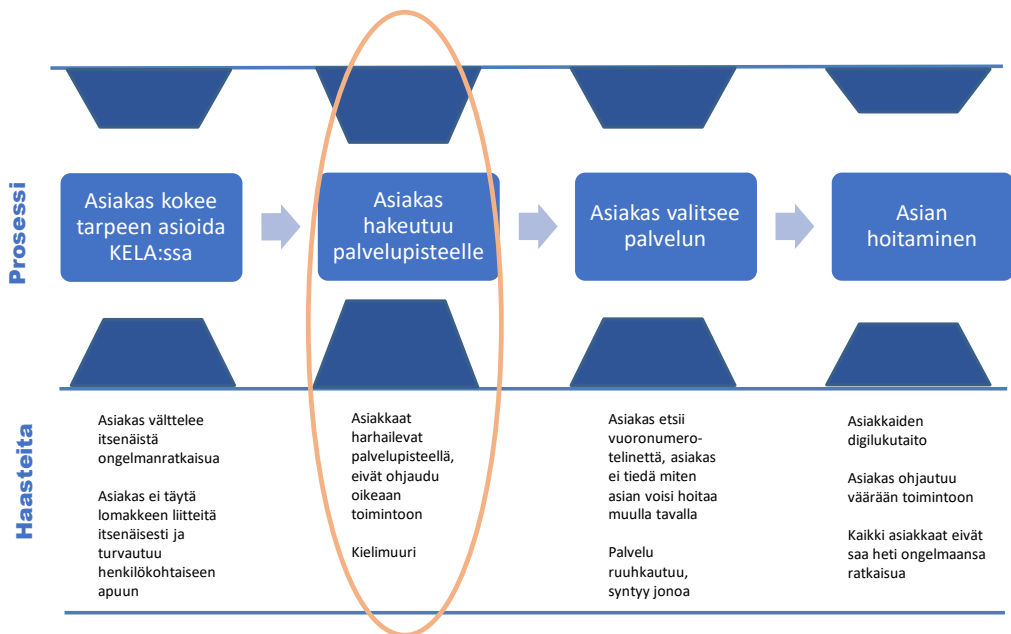 Prosessi
Asiakas kokee
tarpeen asioida
KELA:ssa
Asiakas
hakeutuu
palvelupisteelle
Asiakas valitsee
palvelun
Asian
hoitaminen
Haasteita
Asiakas välttelee
itsenäistä
ongelmanratkaisua
Asiakas ei täytä
lomakkeen liitteitä
itsenäisesti ja
turvautuu
henkilökohtaiseen
apuun
Asiakkaat
harhailevat
palvelupisteellä,
eivät ohjaudu
oikeaan
toimintoon
Kielimuuri
Asiakas etsii
vuoronumero-
telinettä, asiakas
ei tiedä miten
asian voisi hoitaa
muulla tavalla
Palvelu
ruuhkautuu,
syntyy jonoa
Asiakkaiden
digilukutaito
Asiakas ohjautuu
väärään toimintoon
Kaikki asiakkaat eivät
saa heti ongelmaansa
ratkaisua